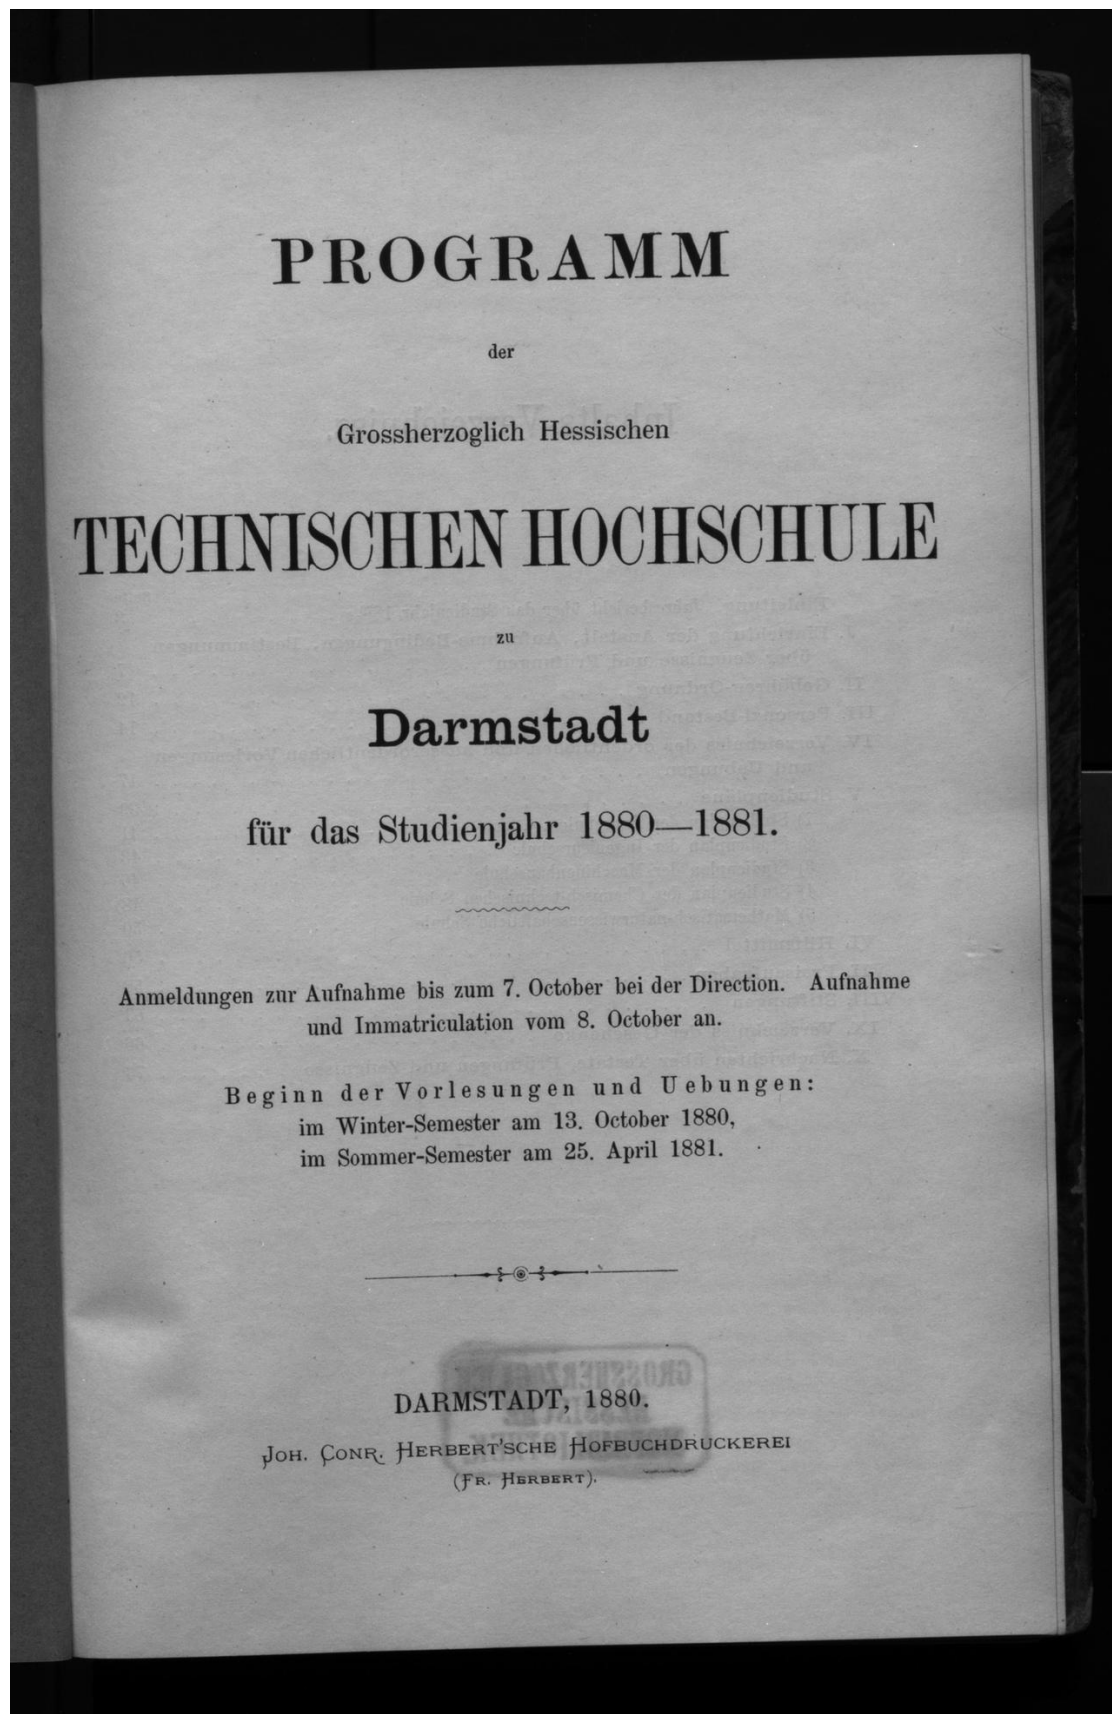 PROGRAMM
der
Grossherzoglich Hessischen
TECHNISCHEN HOCHSCHULE
zu
Darmstadt
für das Studienjahr 1880—1881.
Anmeldungen zur Aufnahme bis zum 7. October bei der Direction. Aufnahme
und Immatriculation vom 8. October an.
Beginn der Vorlesungen und Uebungen:
im Winter-Semester am 13. October 1880,
im Sommer-Semester am 25. April 1881.
DARMSTADT, 1880.
JOH. CONR. HERBERT'SCHE HOFBUCHDRUCKEREI
(FR. HERBERT).